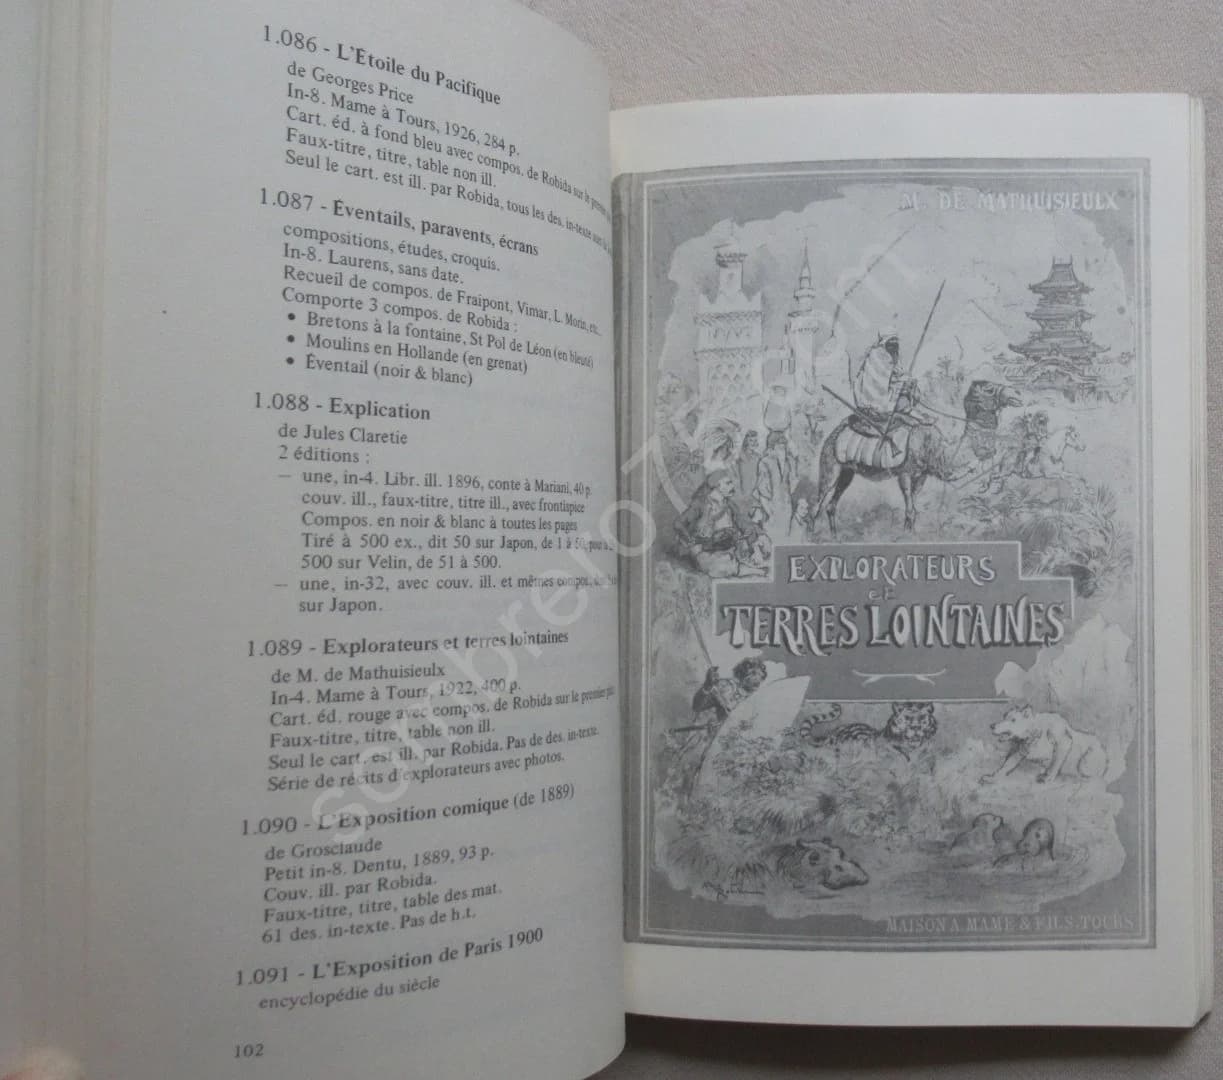 1.086 - L'Étoile du Pacifique
de Georges Price
In-8. Mame à Tours, 1926, 284 p.
Cart. éd. à fond bleu avec compos. de Robida sur le premier
Faux-titre, titre, table non ill.
Seul le cart. est ill. par Robida, tous les des. in-texte
1.087 - Éventails, paravents, écrans
compositions, études, croquis.
In-8. Laurens, sans date.
Recueil de compos. de Fraipont, Vimar, L. Morin, etc.
Comporte 3 compos. de Robida :
• Bretons à la fontaine, St Pol de Léon (en bleuté)
• Moulins en Hollande (en grenat)
• Éventail (noir & blanc)
1.088 - Explication
de Jules Claretie
2 éditions :
— une, in-4. Libr. ill. 1896, conte à Mariani, 40 p.
couv. ill., faux-titre, titre ill., avec frontispice
Compos. en noir & blanc à toutes les pages
Tiré à 500 ex., dit 50 sur Japon, de 1 à 50, pour
500 sur Velin, de 51 à 500.
— une, in-32, avec couv. ill. et mêmes compos.
sur Japon.
1.089 - Explorateurs et terres lointaines
de M. de Mathuisieulx
In-4. Mame à Tours, 1922, 400 p.
Cart. éd. rouge avec compos. de Robida sur le premier plat
Faux-titre, titre, table non ill.
Seul le cart. est ill. par Robida. Pas de des. in-texte.
Série de récits d'explorateurs avec photos.
1.090 - L'Exposition comique (de 1889)
de Grosclaude
Petit in-8. Dentu, 1889, 93 p.
Couv. ill. par Robida.
Faux-titre, titre, table des mat.
61 des. in-texte. Pas de h.t.
1.091 - L'Exposition de Paris 1900
encyclopédie du siècle
102
M. DE MATHUISIEULX
EXPLORATEURS
et
TERRES LOINTAINES
MAISON A MAME & FILS. TOURS
sombrero75.com